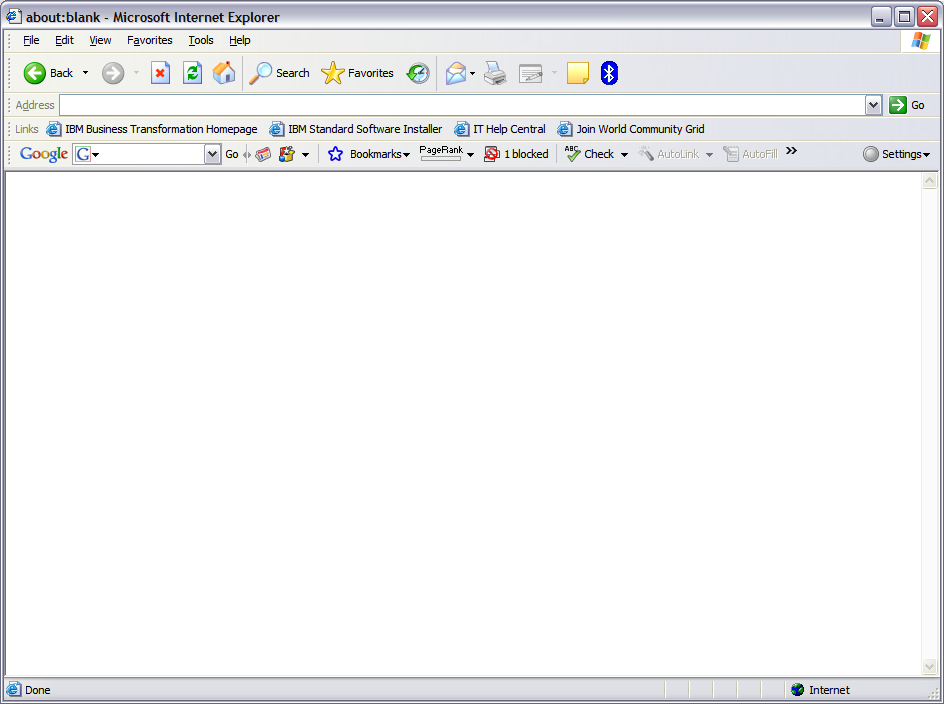 about:blank - Microsoft Internet Explorer
File Edit View Favorites Tools Help
Back Search Favorites
Address Go
Links IBM Business Transformation Homepage IBM Standard Software Installer IT Help Central Join World Community Grid
Google G Go Bookmarks PageRank 1 blocked ABC Check AutoLink AutoFill » Settings
Done Internet